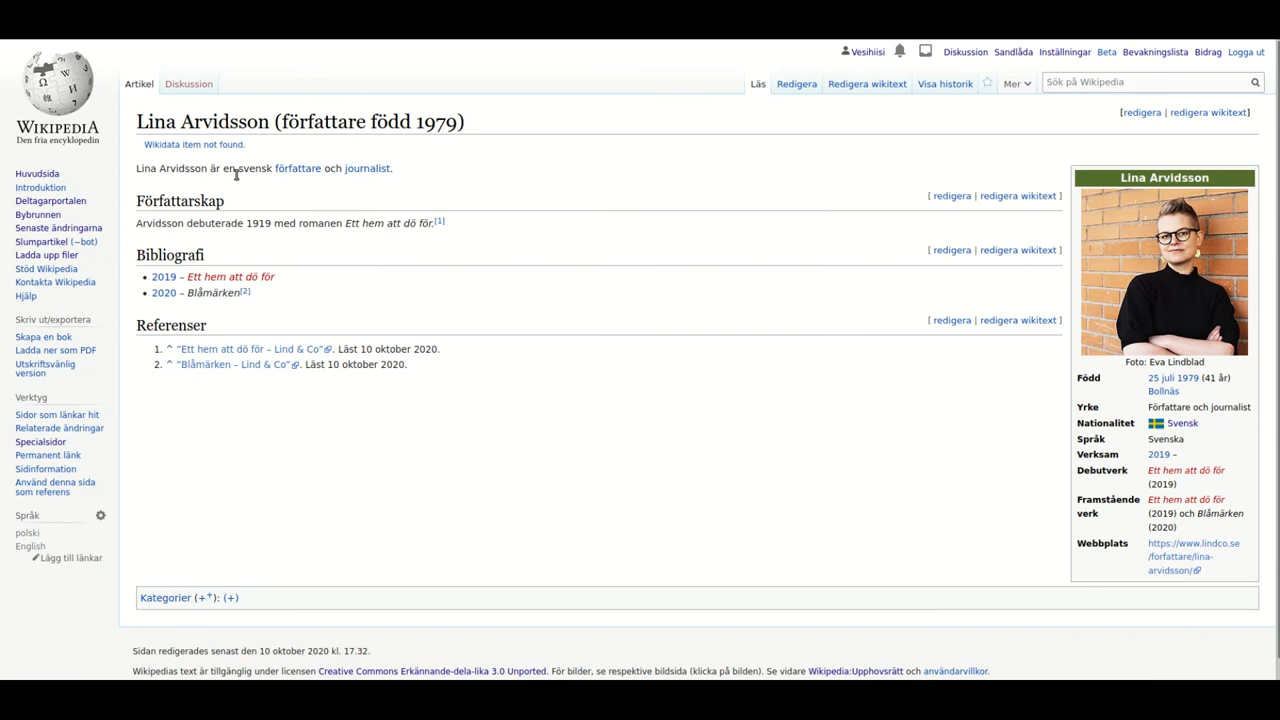 Vesihiisi Diskussion Sandlåda Inställningar Beta Bevakningslista Bidrag Logga ut
Artikel Diskussion Läs Redigera Redigera wikitext Visa historik Mer Sök på Wikipedia
WIKIPEDIA
Den fria encyklopedin
Huvudsida
Introduktion
Deltagarportalen
Bybrunnen
Senaste ändringarna
Slumpartikel (−bot)
Ladda upp filer
Stöd Wikipedia
Kontakta Wikipedia
Hjälp
Skriv ut/exportera
Skapa en bok
Ladda ner som PDF
Utskriftsvänlig
version
Verktyg
Sidor som länkar hit
Relaterade ändringar
Specialsidor
Permanent länk
Sidinformation
Använd denna sida
som referens
Språk
polski
English
Lägg till länkar
Lina Arvidsson (författare född 1979) [redigera | redigera wikitext]
Wikidata item not found.
Lina Arvidsson är en svensk författare och journalist.
Författarskap [ redigera | redigera wikitext ]
Arvidsson debuterade 1919 med romanen Ett hem att dö för.[1]
Bibliografi [ redigera | redigera wikitext ]
• 2019 – Ett hem att dö för
• 2020 – Blåmärken[2]
Referenser [ redigera | redigera wikitext ]
1. ^ ”Ett hem att dö för – Lind & Co”. Läst 10 oktober 2020.
2. ^ ”Blåmärken – Lind & Co”. Läst 10 oktober 2020.
Lina Arvidsson
Foto: Eva Lindblad
Född 25 juli 1979 (41 år)
Bollnäs
Yrke Författare och journalist
Nationalitet Svensk
Språk Svenska
Verksam 2019 –
Debutverk Ett hem att dö för
(2019)
Framstående Ett hem att dö för
verk (2019) och Blåmärken
(2020)
Webbplats https://www.lindco.se
/forfattare/lina-
arvidsson/
Kategorier (++): (+)
Sidan redigerades senast den 10 oktober 2020 kl. 17.32.
Wikipedias text är tillgänglig under licensen Creative Commons Erkännande-dela-lika 3.0 Unported. För bilder, se respektive bildsida (klicka på bilden). Se vidare Wikipedia:Upphovsrätt och användarvillkor.